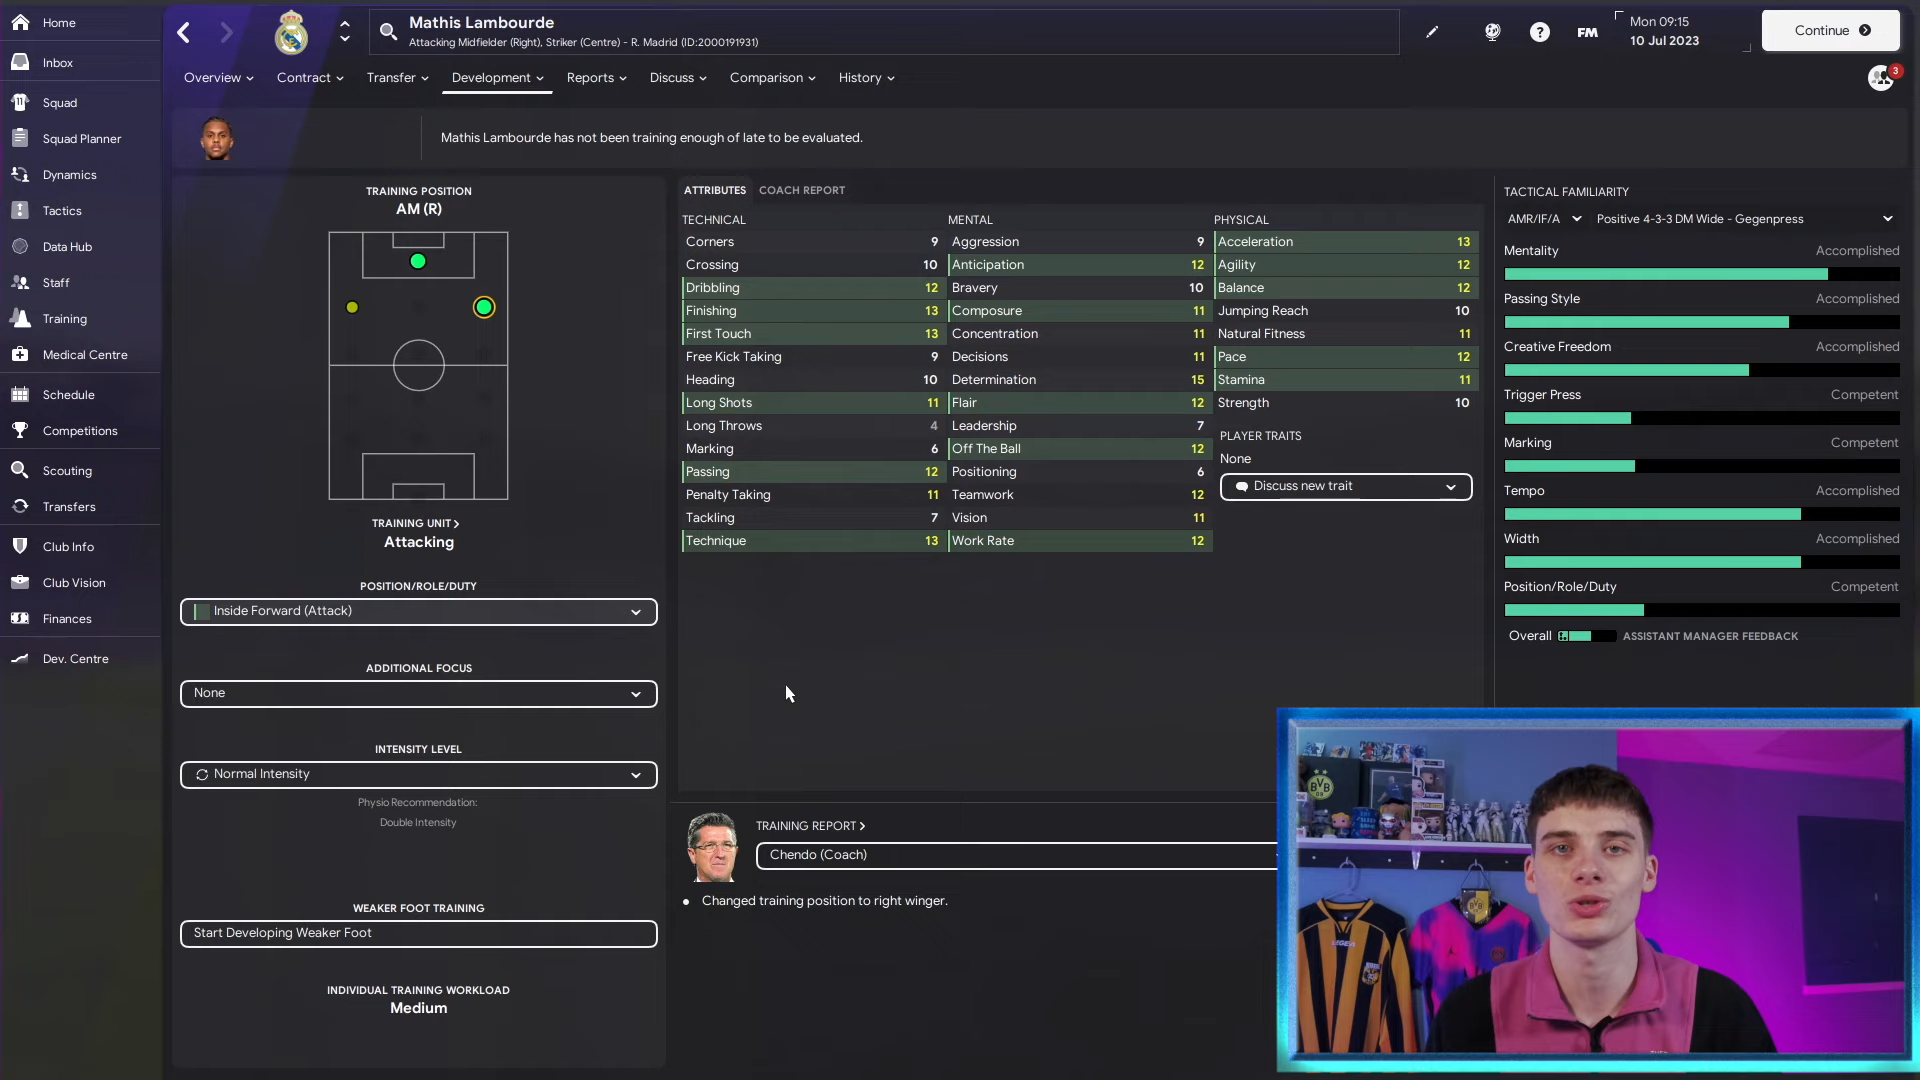 Home
Inbox
Squad
Squad Planner
Dynamics
Tactics
Data Hub
Staff
Training
Medical Centre
Schedule
Competitions
Scouting
Transfers
Club Info
Club Vision
Finances
Dev. Centre
Mathis Lambourde
Attacking Midfielder (Right), Striker (Centre) - R. Madrid (ID:2000191931)
?
FM
Mon 09:15
10 Jul 2023
Continue
Overview
Contract
Transfer
Development
Reports
Discuss
Comparison
History
3
Mathis Lambourde has not been training enough of late to be evaluated.
TRAINING POSITION
AM (R)
TRAINING UNIT
Attacking
POSITION/ROLE/DUTY
Inside Forward (Attack)
ADDITIONAL FOCUS
None
INTENSITY LEVEL
Normal Intensity
Physio Recommendation:
Double Intensity
WEAKER FOOT TRAINING
Start Developing Weaker Foot
INDIVIDUAL TRAINING WORKLOAD
Medium
ATTRIBUTES COACH REPORT
TECHNICAL
Corners 9
Crossing 10
Dribbling 12
Finishing 13
First Touch 13
Free Kick Taking 9
Heading 10
Long Shots 11
Long Throws 4
Marking 6
Passing 12
Penalty Taking 11
Tackling 7
Technique 13
MENTAL
Aggression 9
Anticipation 12
Bravery 10
Composure 11
Concentration 11
Decisions 11
Determination 15
Flair 12
Leadership 7
Off The Ball 12
Positioning 6
Teamwork 12
Vision 11
Work Rate 12
PHYSICAL
Acceleration 13
Agility 12
Balance 12
Jumping Reach 10
Natural Fitness 11
Pace 12
Stamina 11
Strength 10
PLAYER TRAITS
None
Discuss new trait
TRAINING REPORT
Chendo (Coach)
Changed training position to right winger.
TACTICAL FAMILIARITY
AMR/IF/A
Positive 4-3-3 DM Wide - Gegenpress
Mentality Accomplished
Passing Style Accomplished
Creative Freedom Accomplished
Trigger Press Competent
Marking Competent
Tempo Accomplished
Width Accomplished
Position/Role/Duty Competent
Overall
ASSISTANT MANAGER FEEDBACK
BVB
09